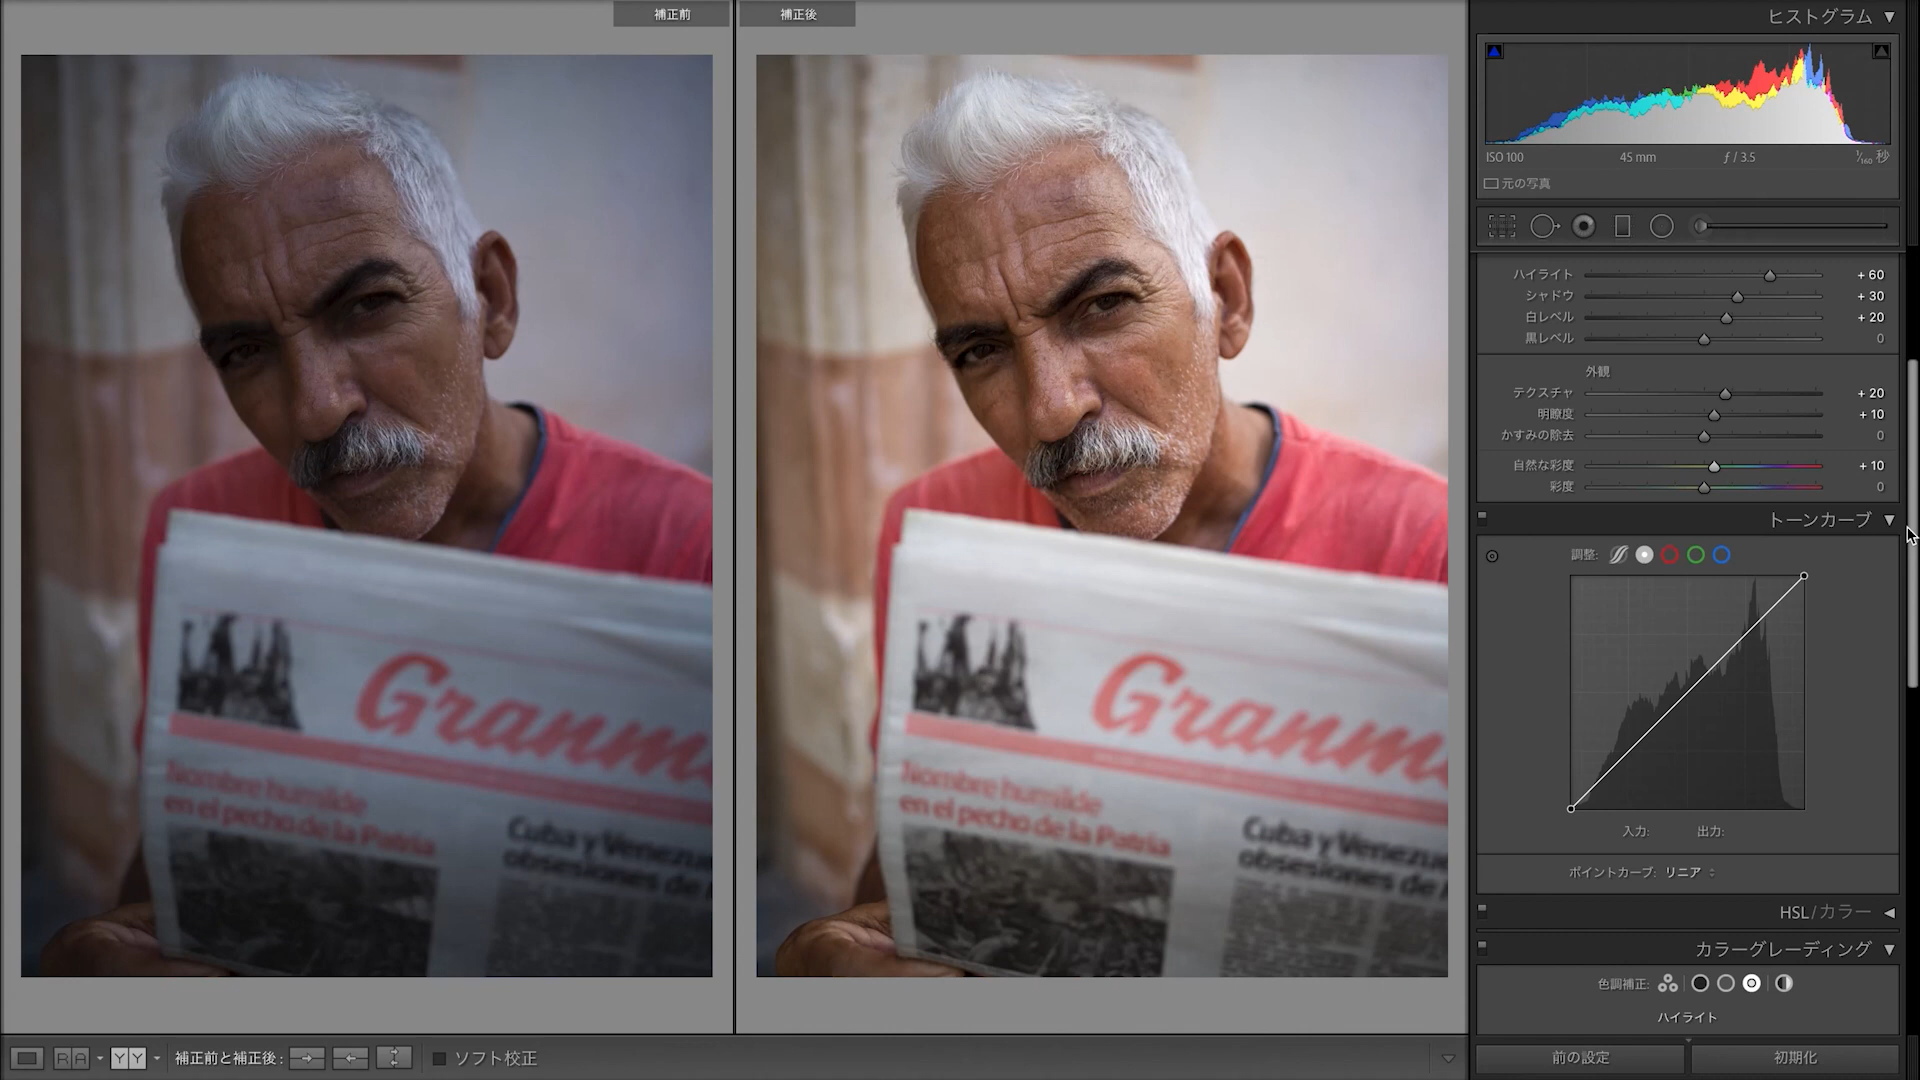 補正前
補正後
Granm
Nombre humilde
en el pecho de la Patria
Cuba y Venezue
obsesiones de
Granm
Nombre humilde
en el pecho de la Patria
Cuba y Venezue
obsesiones de
ヒストグラム
ISO 100 45 mm ƒ / 3.5 1/160 秒
元の写真
ハイライト + 60
シャドウ + 30
白レベル + 20
黒レベル 0
外観
テクスチャ + 20
明瞭度 + 10
かすみの除去 0
自然な彩度 + 10
彩度 0
トーンカーブ
調整:
入力: 出力:
ポイントカーブ: リニア
HSL / カラー
カラーグレーディング
色調補正:
ハイライト
前の設定 初期化
R A Y Y 補正前と補正後 : ソフト校正